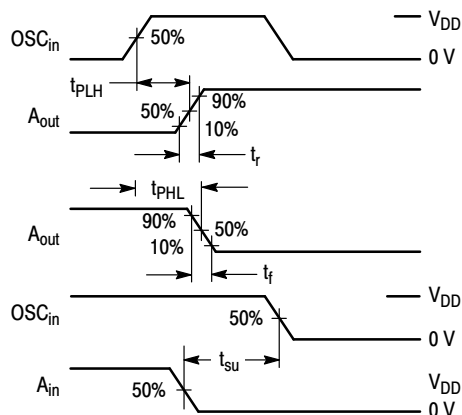 OSCin 50% VDD
0 V
tPLH
50% 90%
Aout 10%
tr
tPHL
Aout 90% 50%
10%
tf
OSCin 50% VDD
0 V
tsu
Ain 50% VDD
0 V